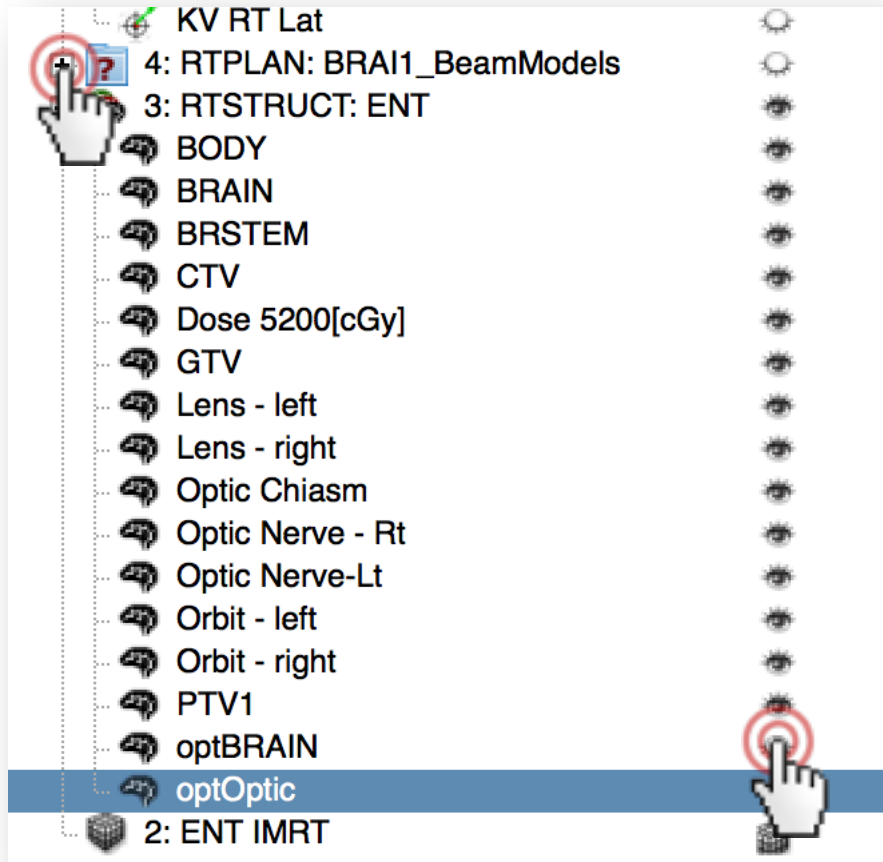 KV RT Lat
4: RTPLAN: BRAI1_BeamModels
3: RTSTRUCT: ENT
BODY
BRAIN
BRSTEM
CTV
Dose 5200[cGy]
GTV
Lens - left
Lens - right
Optic Chiasm
Optic Nerve - Rt
Optic Nerve-Lt
Orbit - left
Orbit - right
PTV1
optBRAIN
optOptic
2: ENT IMRT